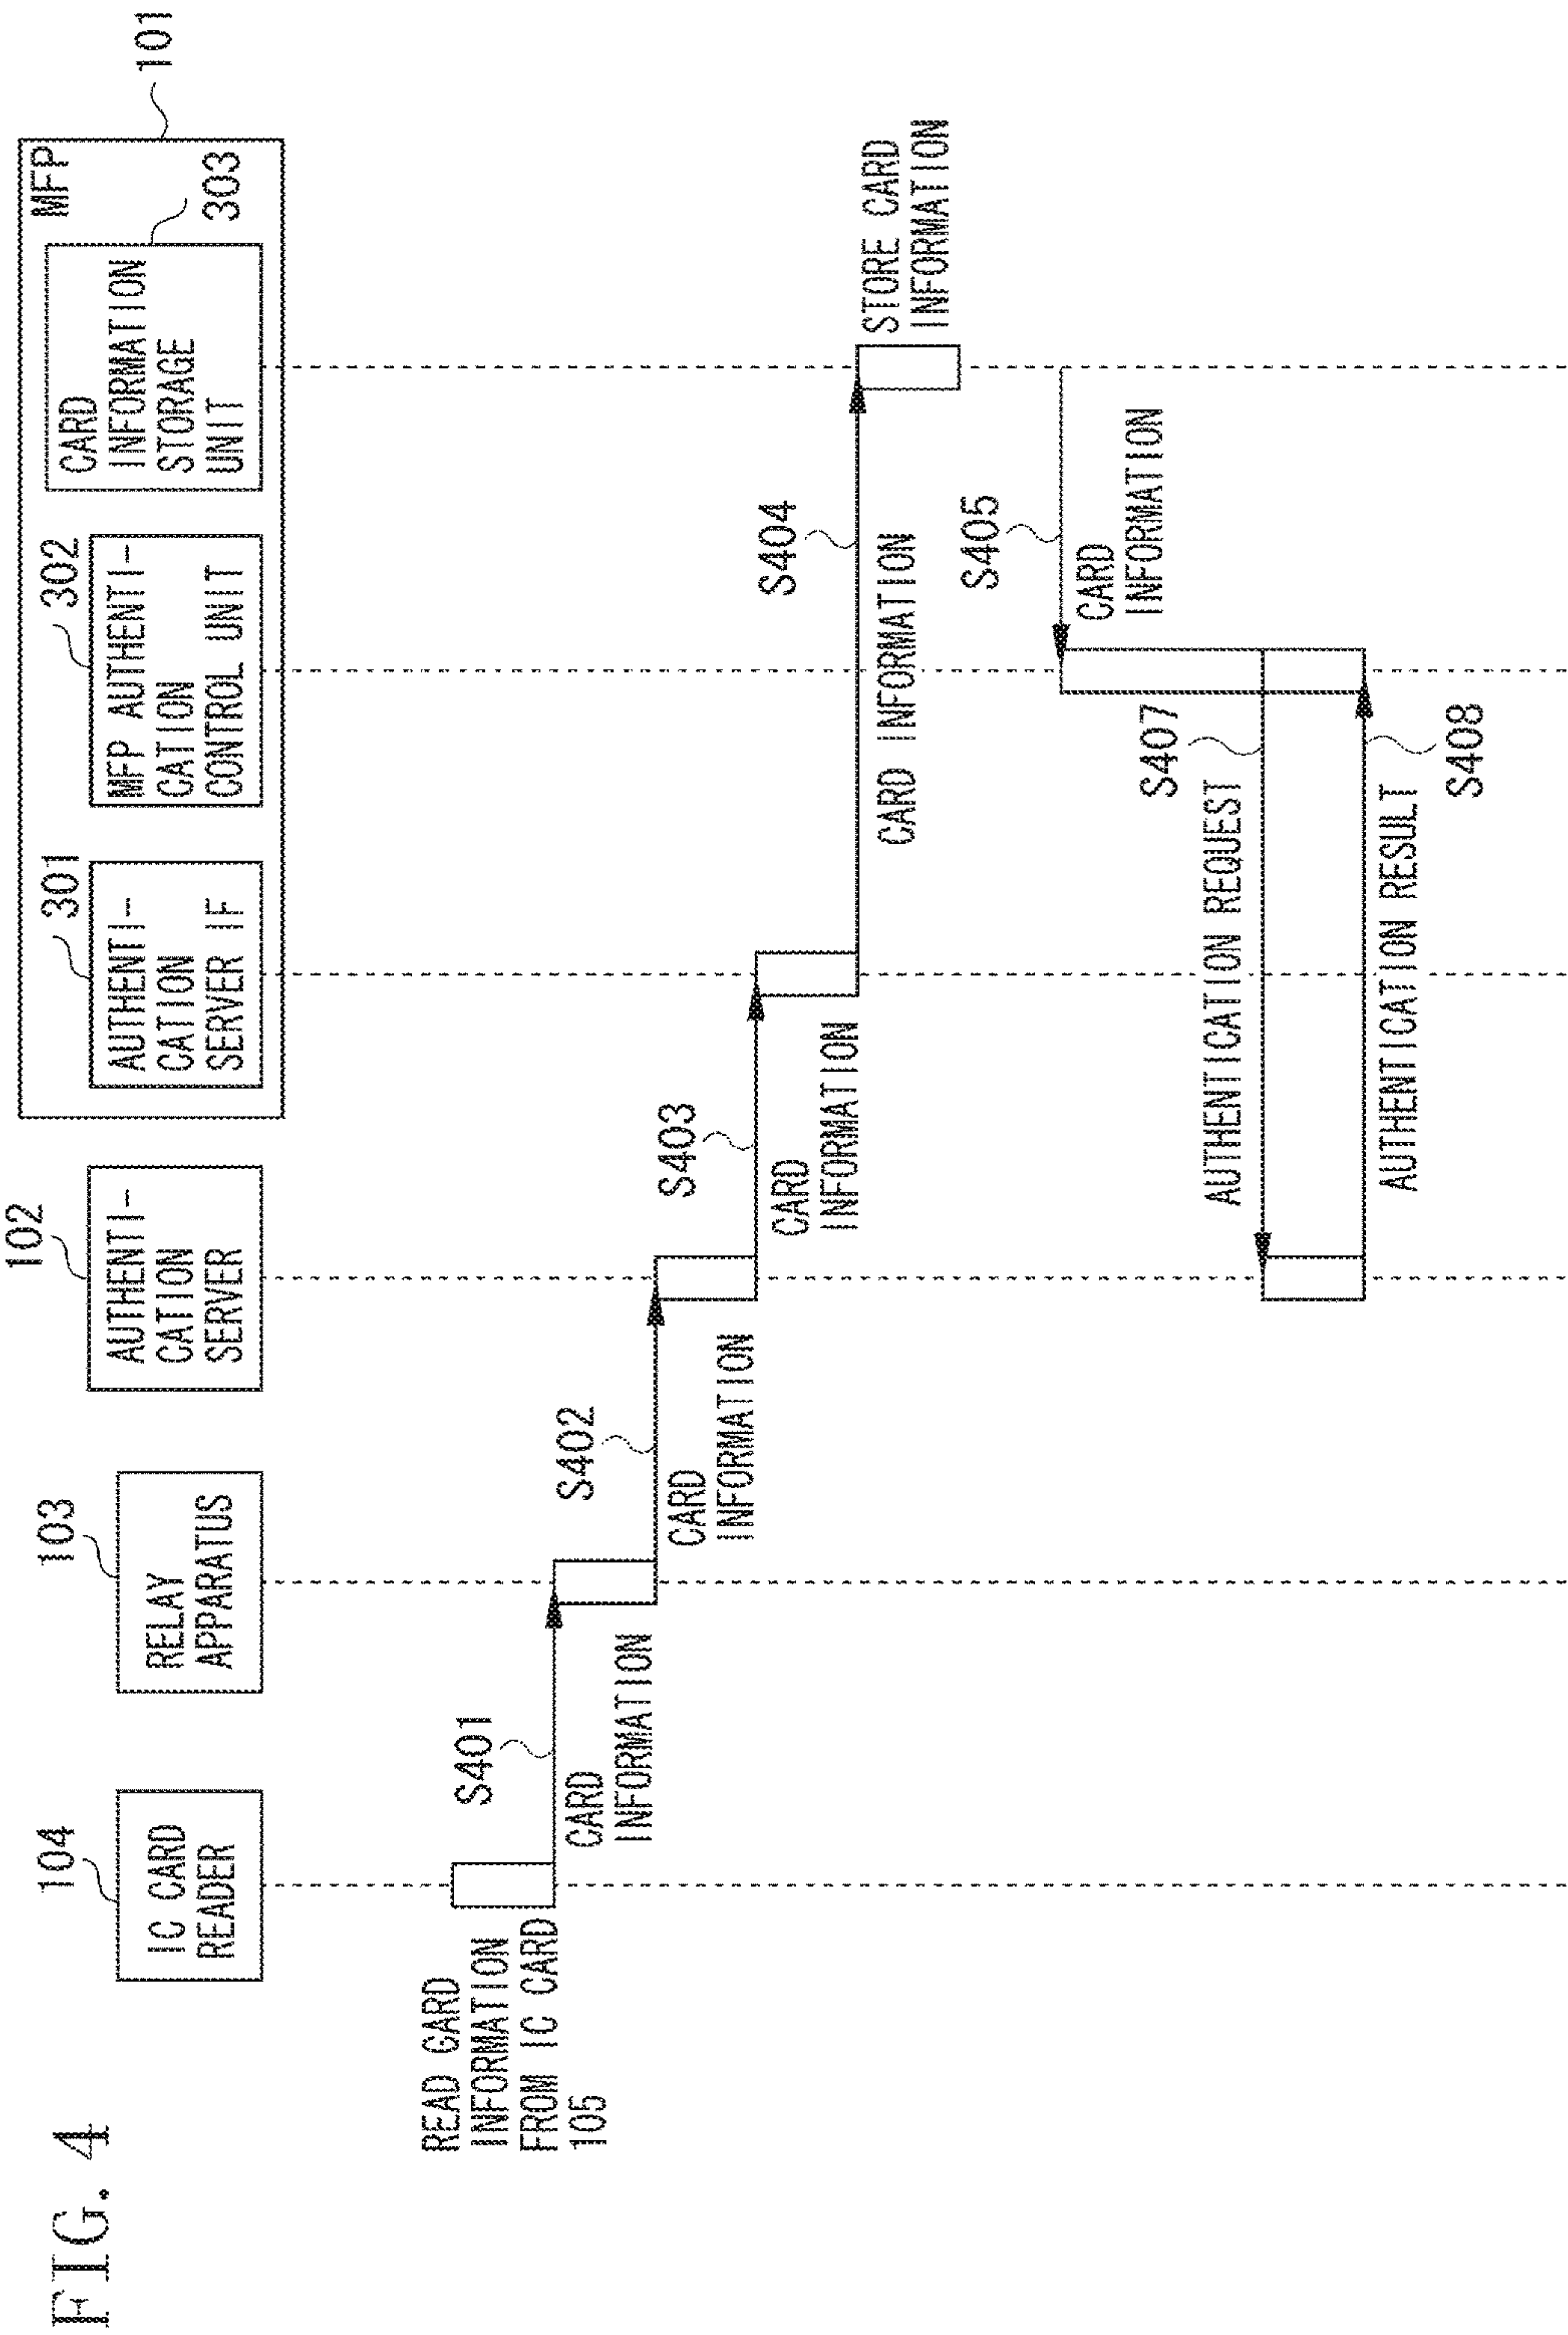 FIG. 4
104
IC CARD
READER
103
RELAY
APPARATUS
102
AUTHENTI-
CATION
SERVER
101
MFP
301
AUTHENTI-
CATION
SERVER IF
302
MFP AUTHENTI-
CATION
CONTROL UNIT
303
CARD
INFORMATION
STORAGE
UNIT
READ CARD
INFORMATION
FROM IC CARD
105
S401
CARD
INFORMATION
S402
CARD
INFORMATION
S403
CARD
INFORMATION
S404
CARD INFORMATION
STORE CARD
INFORMATION
S405
CARD
INFORMATION
S407
AUTHENTICATION REQUEST
AUTHENTICATION RESULT
S408